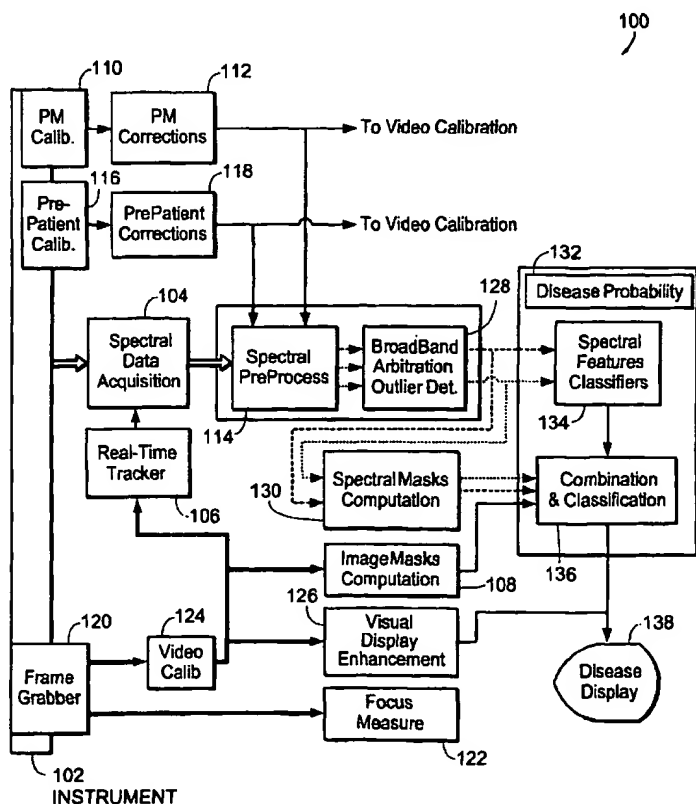 100
110
112
PM
Calib.
PM
Corrections
To Video Calibration
116
118
Pre-
Patient
Calib.
PrePatient
Corrections
To Video Calibration
132
Disease Probability
104
128
Spectral
Data
Acquisition
Spectral
PreProcess
BroadBand
Arbitration
Outlier Det.
Spectral
Features
Classifiers
114
134
Real-Time
Tracker
106
SpectralMasks
Computation
130
Combination
& Classification
136
ImageMasks
Computation
108
120
124
126
138
Frame
Grabber
Video
Calib
Visual
Display
Enhancement
Disease
Display
Focus
Measure
122
102
INSTRUMENT